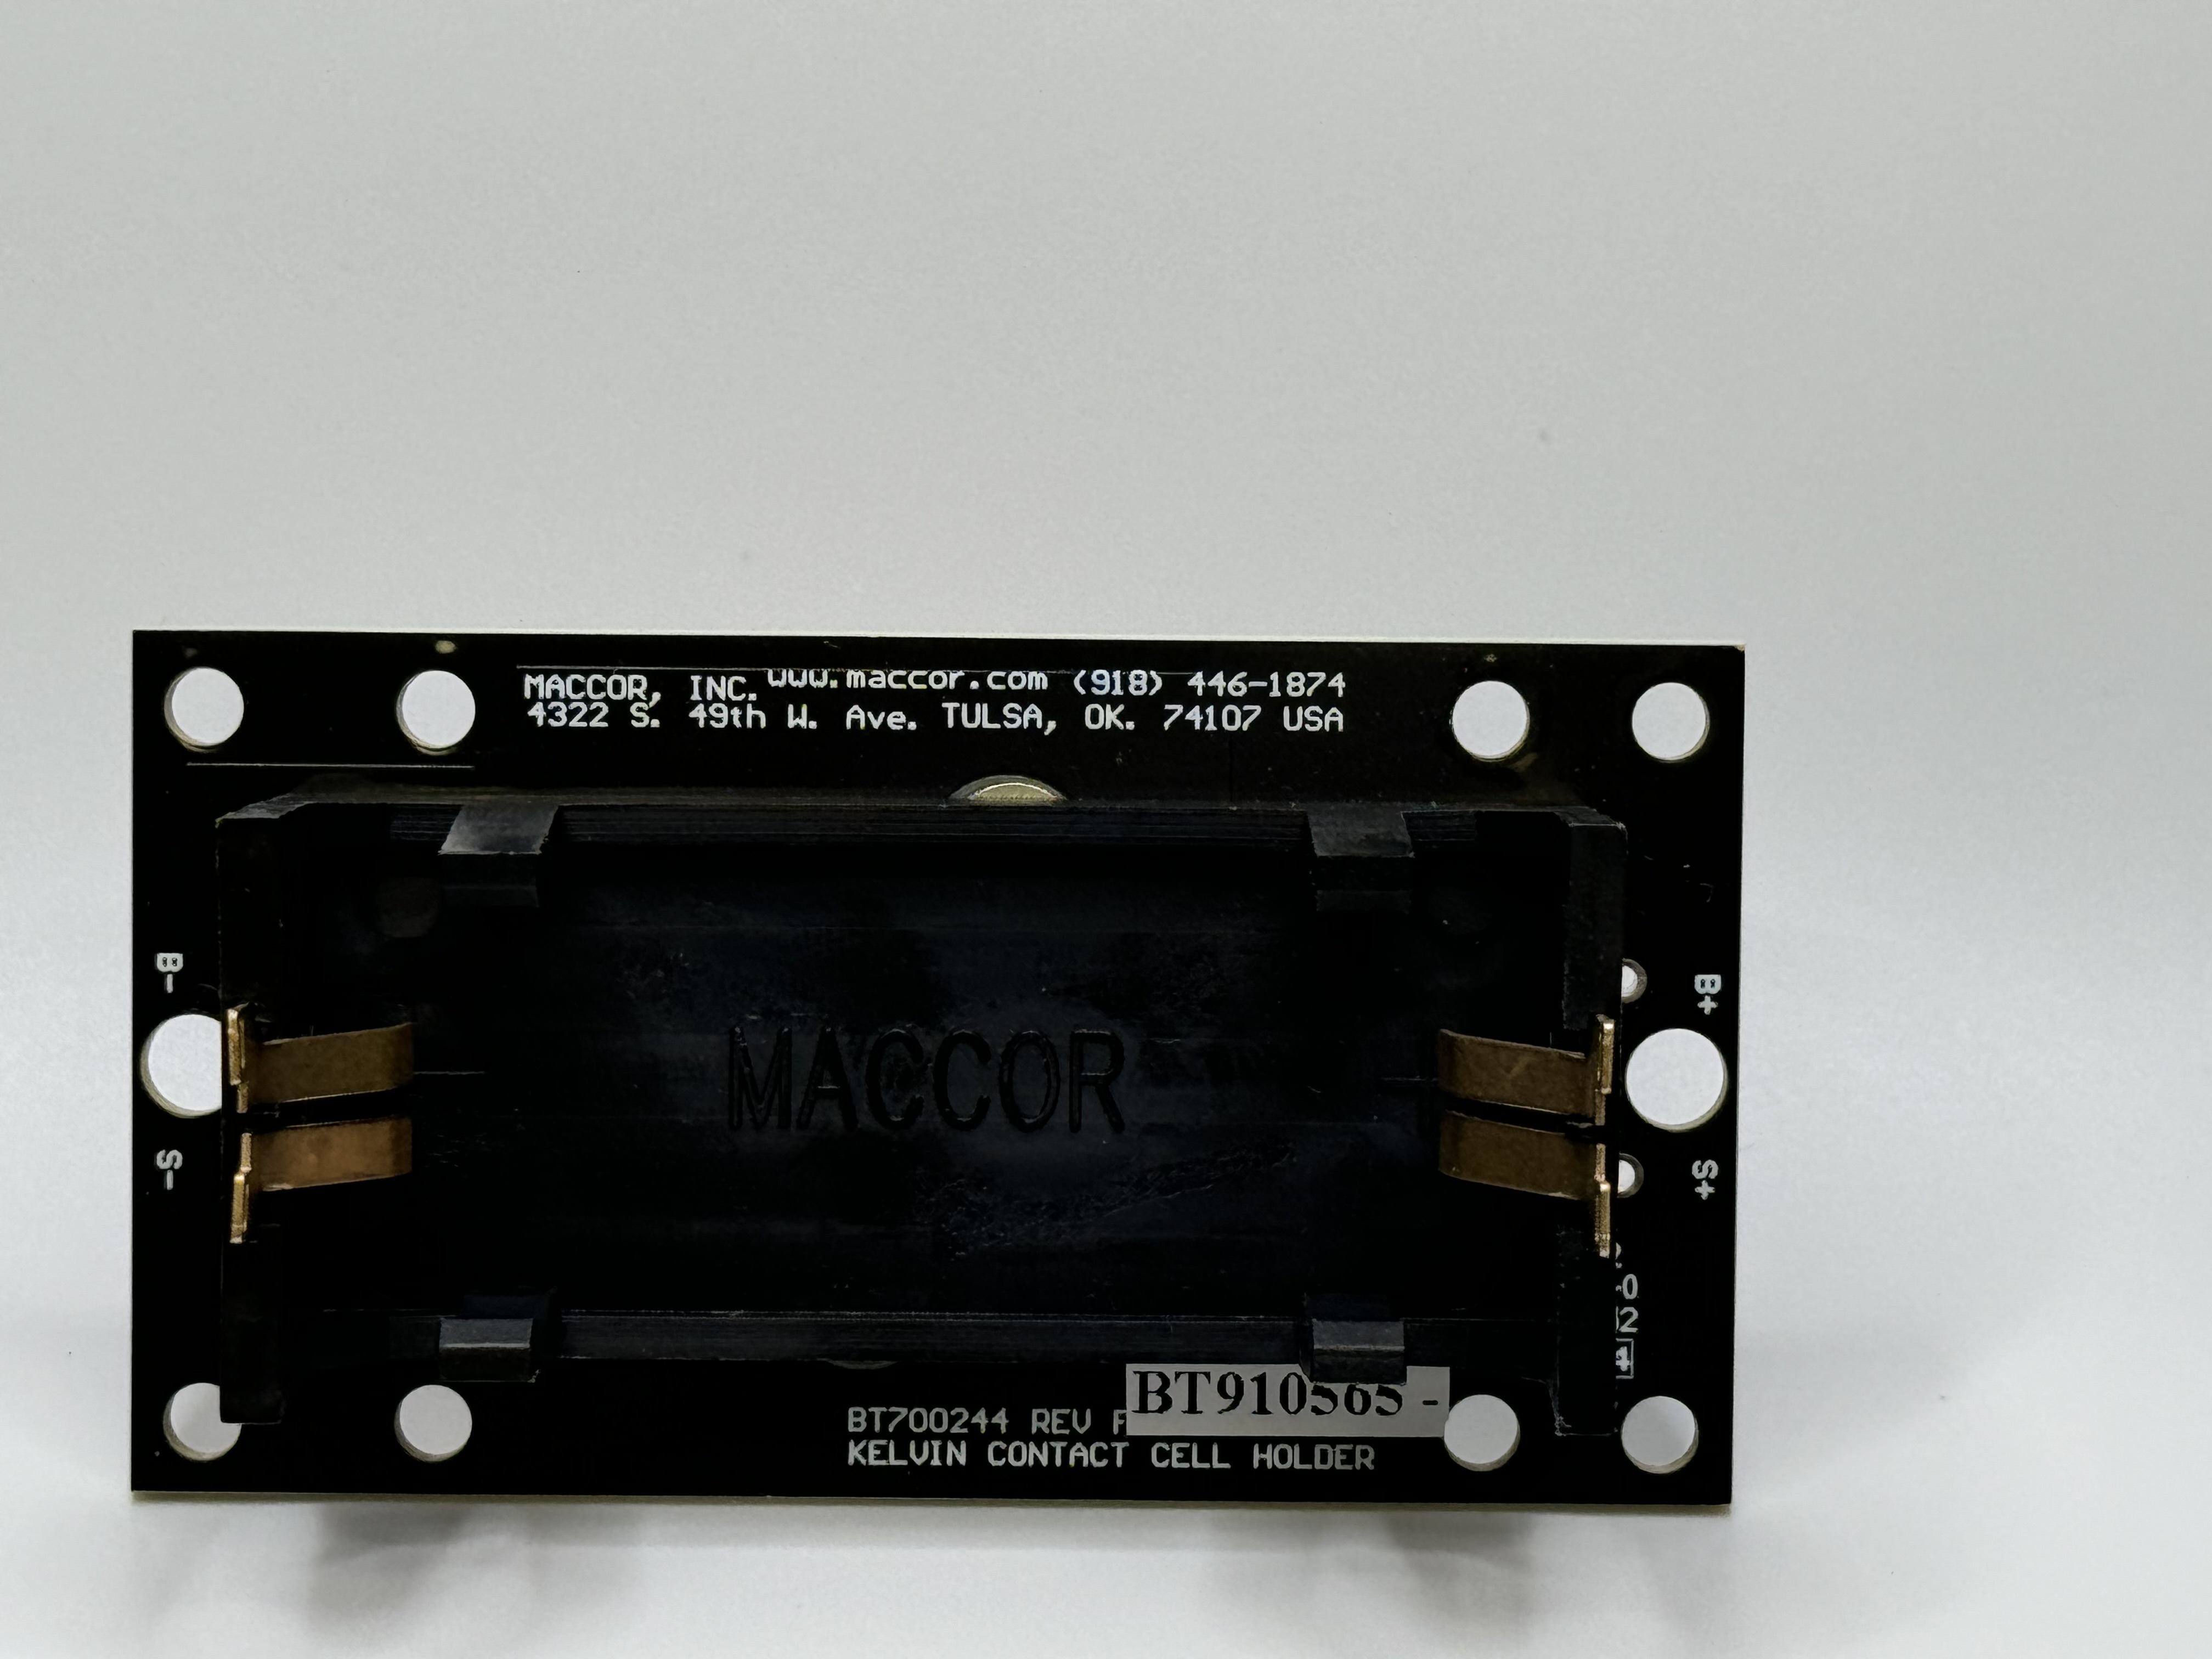 MACCOR, INC. www.maccor.com (918) 446-1874
4322 S. 49th W. Ave. TULSA, OK. 74107 USA
B-
S-
MACCOR
B+
S+
BT910565 -
BT700244 REV F
KELVIN CONTACT CELL HOLDER